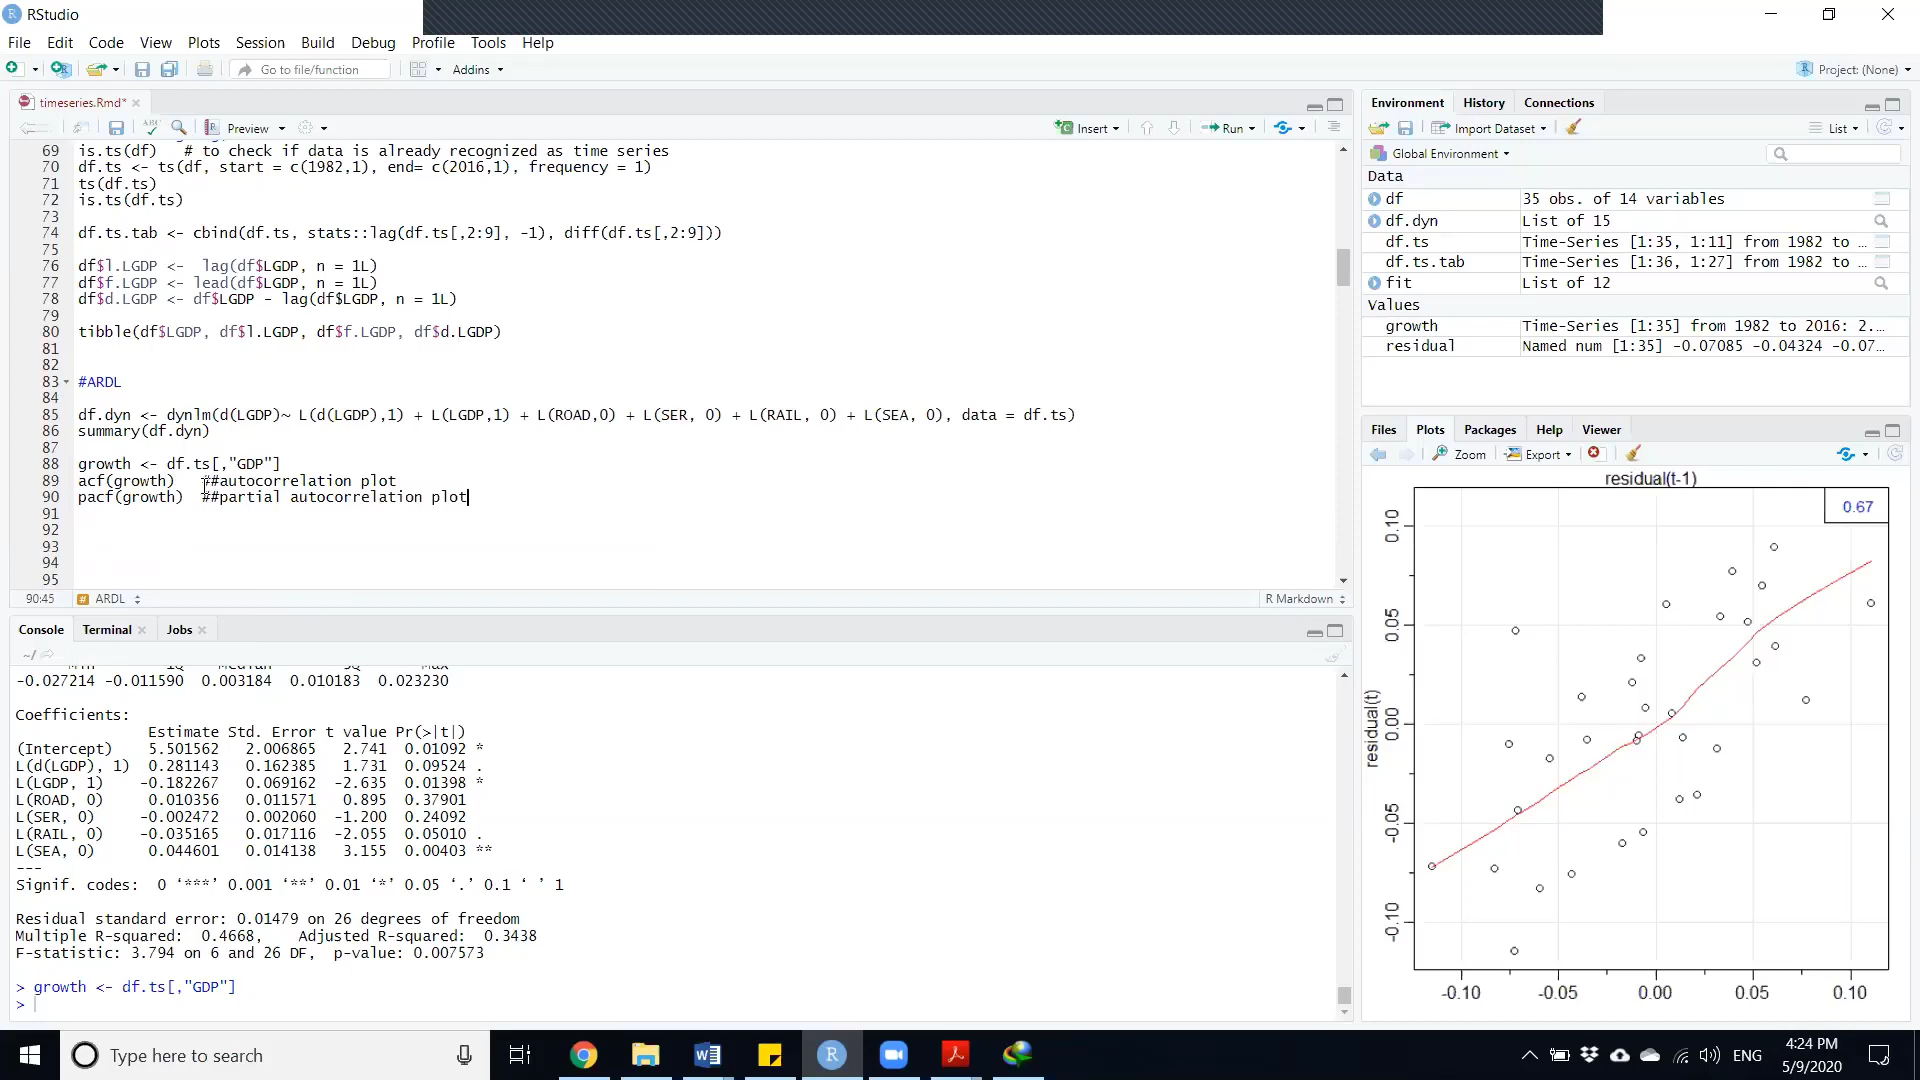 RStudio
File Edit Code View Plots Session Build Debug Profile Tools Help
Go to file/function Addins Project: (None)
timeseries.Rmd*
Preview Insert Run
69 is.ts(df) # to check if data is already recognized as time series
70 df.ts <- ts(df, start = c(1982,1), end= c(2016,1), frequency = 1)
71 ts(df.ts)
72 is.ts(df.ts)
73
74 df.ts.tab <- cbind(df.ts, stats::lag(df.ts[,2:9], -1), diff(df.ts[,2:9]))
75
76 df$l.LGDP <- lag(df$LGDP, n = 1L)
77 df$f.LGDP <- lead(df$LGDP, n = 1L)
78 df$d.LGDP <- df$LGDP - lag(df$LGDP, n = 1L)
79
80 tibble(df$LGDP, df$l.LGDP, df$f.LGDP, df$d.LGDP)
81
82
83 #ARDL
84
85 df.dyn <- dynlm(d(LGDP)~ L(d(LGDP),1) + L(LGDP,1) + L(ROAD,0) + L(SER, 0) + L(RAIL, 0) + L(SEA, 0), data = df.ts)
86 summary(df.dyn)
87
88 growth <- df.ts[,"GDP"]
89 acf(growth) ##autocorrelation plot
90 pacf(growth) ##partial autocorrelation plot
91
92
93
94
95
90:45 # ARDL R Markdown
Console Terminal Jobs
~/
Min 1Q Median 3Q Max
-0.027214 -0.011590 0.003184 0.010183 0.023230
Coefficients:
Estimate Std. Error t value Pr(>|t|)
(Intercept) 5.501562 2.006865 2.741 0.01092 *
L(d(LGDP), 1) 0.281143 0.162385 1.731 0.09524 .
L(LGDP, 1) -0.182267 0.069162 -2.635 0.01398 *
L(ROAD, 0) 0.010356 0.011571 0.895 0.37901
L(SER, 0) -0.002472 0.002060 -1.200 0.24092
L(RAIL, 0) -0.035165 0.017116 -2.055 0.05010 .
L(SEA, 0) 0.044601 0.014138 3.155 0.00403 **
---
Signif. codes: 0 ‘***’ 0.001 ‘**’ 0.01 ‘*’ 0.05 ‘.’ 0.1 ‘ ’ 1
Residual standard error: 0.01479 on 26 degrees of freedom
Multiple R-squared: 0.4668, Adjusted R-squared: 0.3438
F-statistic: 3.794 on 6 and 26 DF, p-value: 0.007573
> growth <- df.ts[,"GDP"]
>
Environment History Connections
Import Dataset List
Global Environment
Data
df 35 obs. of 14 variables
df.dyn List of 15
df.ts Time-Series [1:35, 1:11] from 1982 to …
df.ts.tab Time-Series [1:36, 1:27] from 1982 to …
fit List of 12
Values
growth Time-Series [1:35] from 1982 to 2016: 2.…
residual Named num [1:35] -0.07085 -0.04324 -0.07…
Files Plots Packages Help Viewer
Zoom Export
residual(t-1)
0.67
residual(t)
0.10
0.05
0.00
-0.05
-0.10
-0.10 -0.05 0.00 0.05 0.10
Type here to search
ENG
4:24 PM
5/9/2020